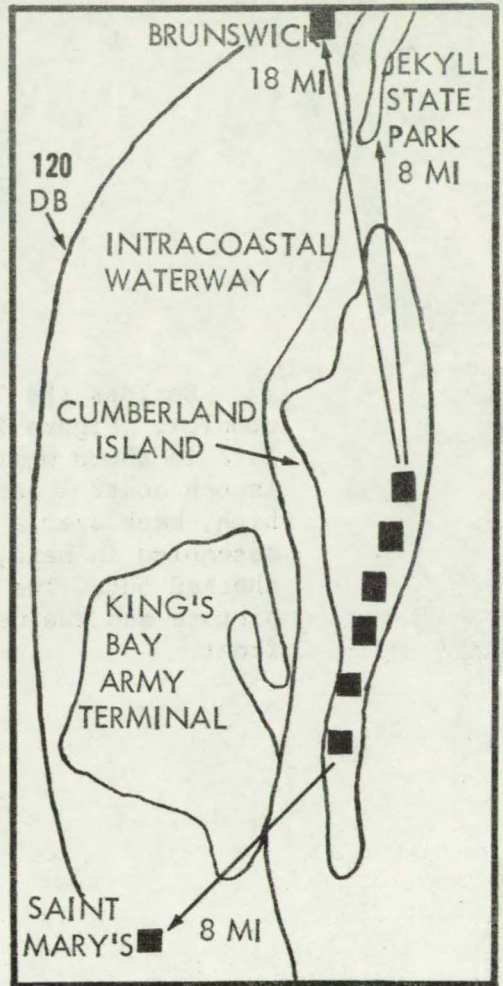 BRUNSWICK
18 MI
JEKYLL
STATE
PARK
8 MI
120
DB
INTRACOASTAL
WATERWAY
CUMBERLAND
ISLAND
KING'S
BAY
ARMY
TERMINAL
SAINT
MARY'S
8 MI